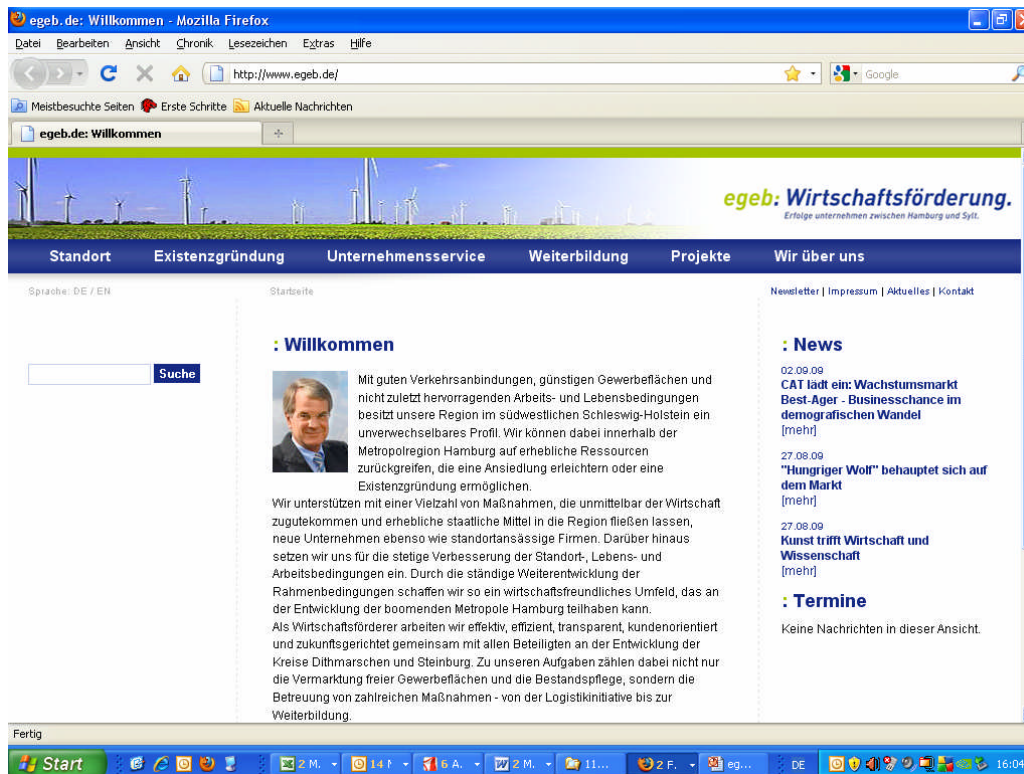 egeb.de: Willkommen - Mozilla Firefox
Datei Bearbeiten Ansicht Chronik Lesezeichen Extras Hilfe
http://www.egeb.de/
Google
Meistbesuchte Seiten Erste Schritte Aktuelle Nachrichten
egeb.de: Willkommen
egeb: Wirtschaftsförderung.
Erfolge unternehmen zwischen Hamburg und Sylt.
Standort Existenzgründung Unternehmensservice Weiterbildung Projekte Wir über uns
Sprache: DE / EN
Startseite
Newsletter | Impressum | Aktuelles | Kontakt
Suche
: Willkommen
Mit guten Verkehrsanbindungen, günstigen Gewerbeflächen und
nicht zuletzt hervorragenden Arbeits- und Lebensbedingungen
besitzt unsere Region im südwestlichen Schleswig-Holstein ein
unverwechselbares Profil. Wir können dabei innerhalb der
Metropolregion Hamburg auf erhebliche Ressourcen
zurückgreifen, die eine Ansiedlung erleichtern oder eine
Existenzgründung ermöglichen.
Wir unterstützen mit einer Vielzahl von Maßnahmen, die unmittelbar der Wirtschaft
zugutekommen und erhebliche staatliche Mittel in die Region fließen lassen,
neue Unternehmen ebenso wie standortansässige Firmen. Darüber hinaus
setzen wir uns für die stetige Verbesserung der Standort-, Lebens- und
Arbeitsbedingungen ein. Durch die ständige Weiterentwicklung der
Rahmenbedingungen schaffen wir so ein wirtschaftsfreundliches Umfeld, das an
der Entwicklung der boomenden Metropole Hamburg teilhaben kann.
Als Wirtschaftsförderer arbeiten wir effektiv, effizient, transparent, kundenorientiert
und zukunftsgerichtet gemeinsam mit allen Beteiligten an der Entwicklung der
Kreise Dithmarschen und Steinburg. Zu unseren Aufgaben zählen dabei nicht nur
die Vermarktung freier Gewerbeflächen und die Bestandspflege, sondern die
Betreuung von zahlreichen Maßnahmen - von der Logistikinitiative bis zur
Weiterbildung.
: News
02.09.09
CAT lädt ein: Wachstumsmarkt
Best-Ager - Businesschance im
demografischen Wandel
[mehr]
27.08.09
"Hungriger Wolf" behauptet sich auf
dem Markt
[mehr]
27.08.09
Kunst trifft Wirtschaft und
Wissenschaft
[mehr]
: Termine
Keine Nachrichten in dieser Ansicht.
Fertig
Start 2 M. 14 6 A. 2 M. 11... 2 F. eg... DE 16:04